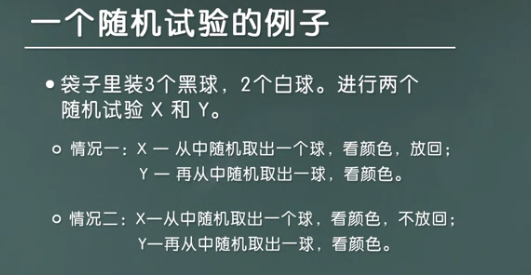 一个随机试验的例子
• 袋子里装3个黑球，2个白球。进行两个
随机试验 X 和 Y。
○ 情况一：X — 从中随机取出一个球，看颜色，放回；
Y — 再从中随机取出一球，看颜色。
○ 情况二：X—从中随机取出一个球，看颜色，不放回；
Y—再从中随机取出一球，看颜色。